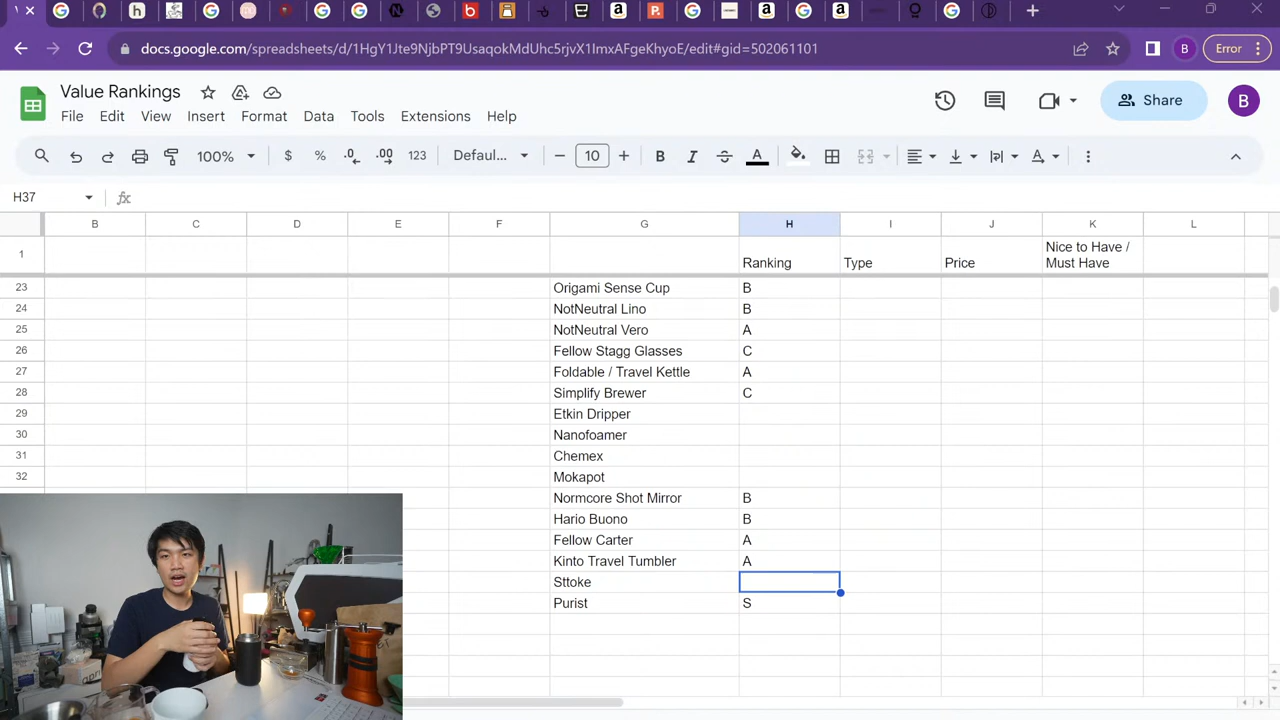 docs.google.com/spreadsheets/d/1HgY1Jte9NjbPT9UsaqokMdUhc5rjvX1ImxAFgeKhyoE/edit#gid=502061101
B
Error
Value Rankings
File Edit View Insert Format Data Tools Extensions Help
Share
B
100% $ % .0 .00 123 Defaul... 10 B I A A
H37 fx
B C D E F G H I J K L
1 Ranking Type Price Nice to Have / Must Have
23 Origami Sense Cup B
24 NotNeutral Lino B
25 NotNeutral Vero A
26 Fellow Stagg Glasses C
27 Foldable / Travel Kettle A
28 Simplify Brewer C
29 Etkin Dripper
30 Nanofoamer
31 Chemex
32 Mokapot
Normcore Shot Mirror B
Hario Buono B
Fellow Carter A
Kinto Travel Tumbler A
Sttoke
Purist S